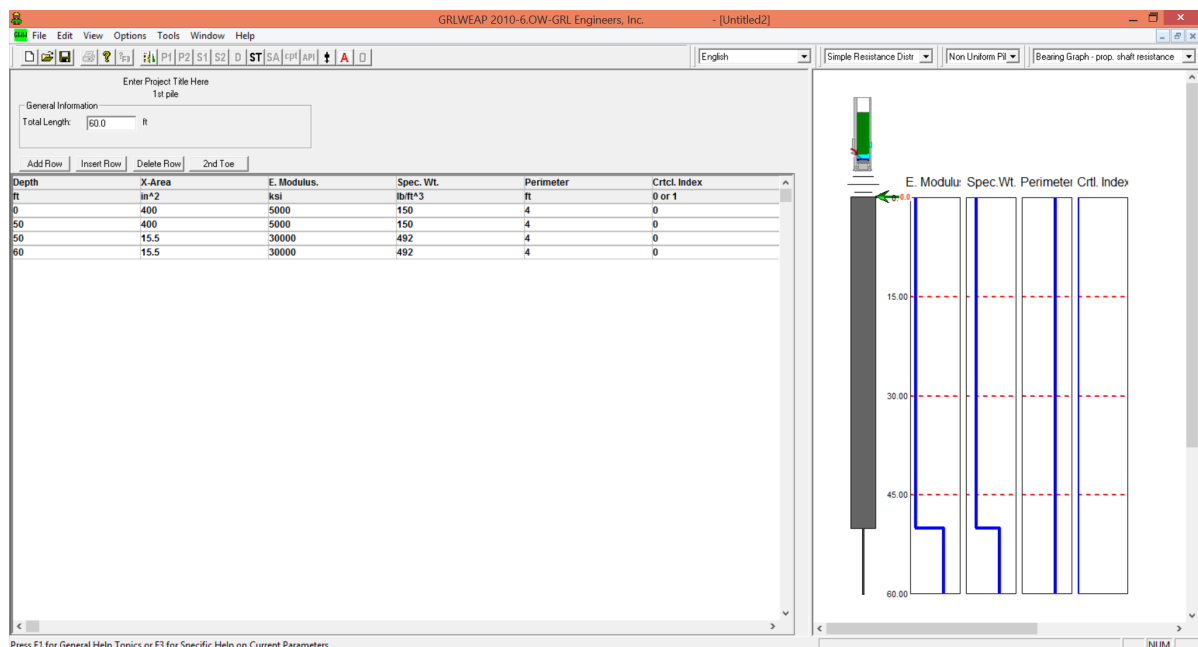 GRLWEAP 2010-6.OW-GRL Engineers, Inc. - [Untitled2]
File Edit View Options Tools Window Help
P1 P2 S1 S2 D ST SA cpt API A O English Simple Resistance Distr Non Uniform Pil Bearing Graph - prop. shaft resistance
Enter Project Title Here
1st pile
General Information
Total Length: 60.0 ft
Add Row Insert Row Delete Row 2nd Toe
Depth X-Area E. Modulus. Spec. Wt. Perimeter Crtcl. Index
ft in^2 ksi lb/ft^3 ft 0 or 1
0 400 5000 150 4 0
50 400 5000 150 4 0
50 15.5 30000 492 4 0
60 15.5 30000 492 4 0
E. Modulu: Spec.Wt. Perimeter Crtl. Index
0.0
15.00
30.00
45.00
60.00
Press F1 for General Help Topics or F3 for Specific Help on Current Parameters
NUM